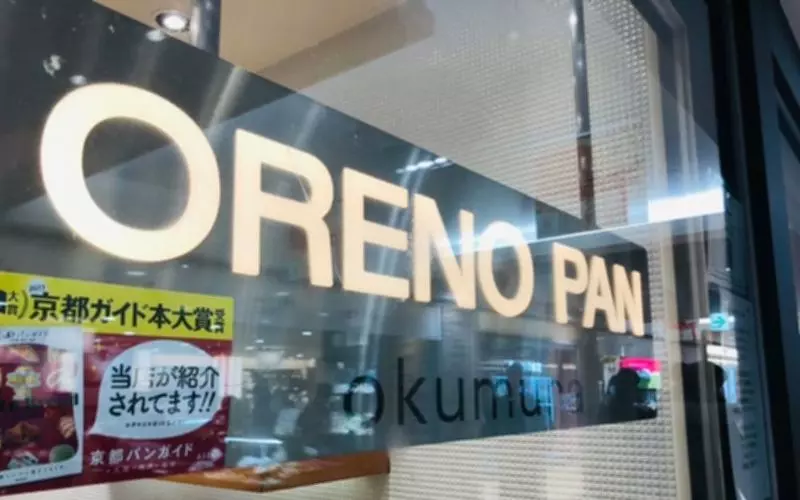 ORENO PAN
okumura
京都ガイド本大賞
当店が紹介
されてます!!
京都パンガイド